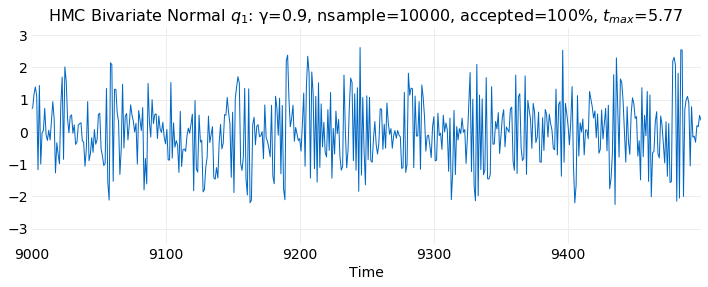 HMC Bivariate Normal q₁: γ=0.9, nsample=10000, accepted=100%, tₘₐₓ=5.77
3
2
1
0
−1
−2
−3
9000 9100 9200 9300 9400
Time